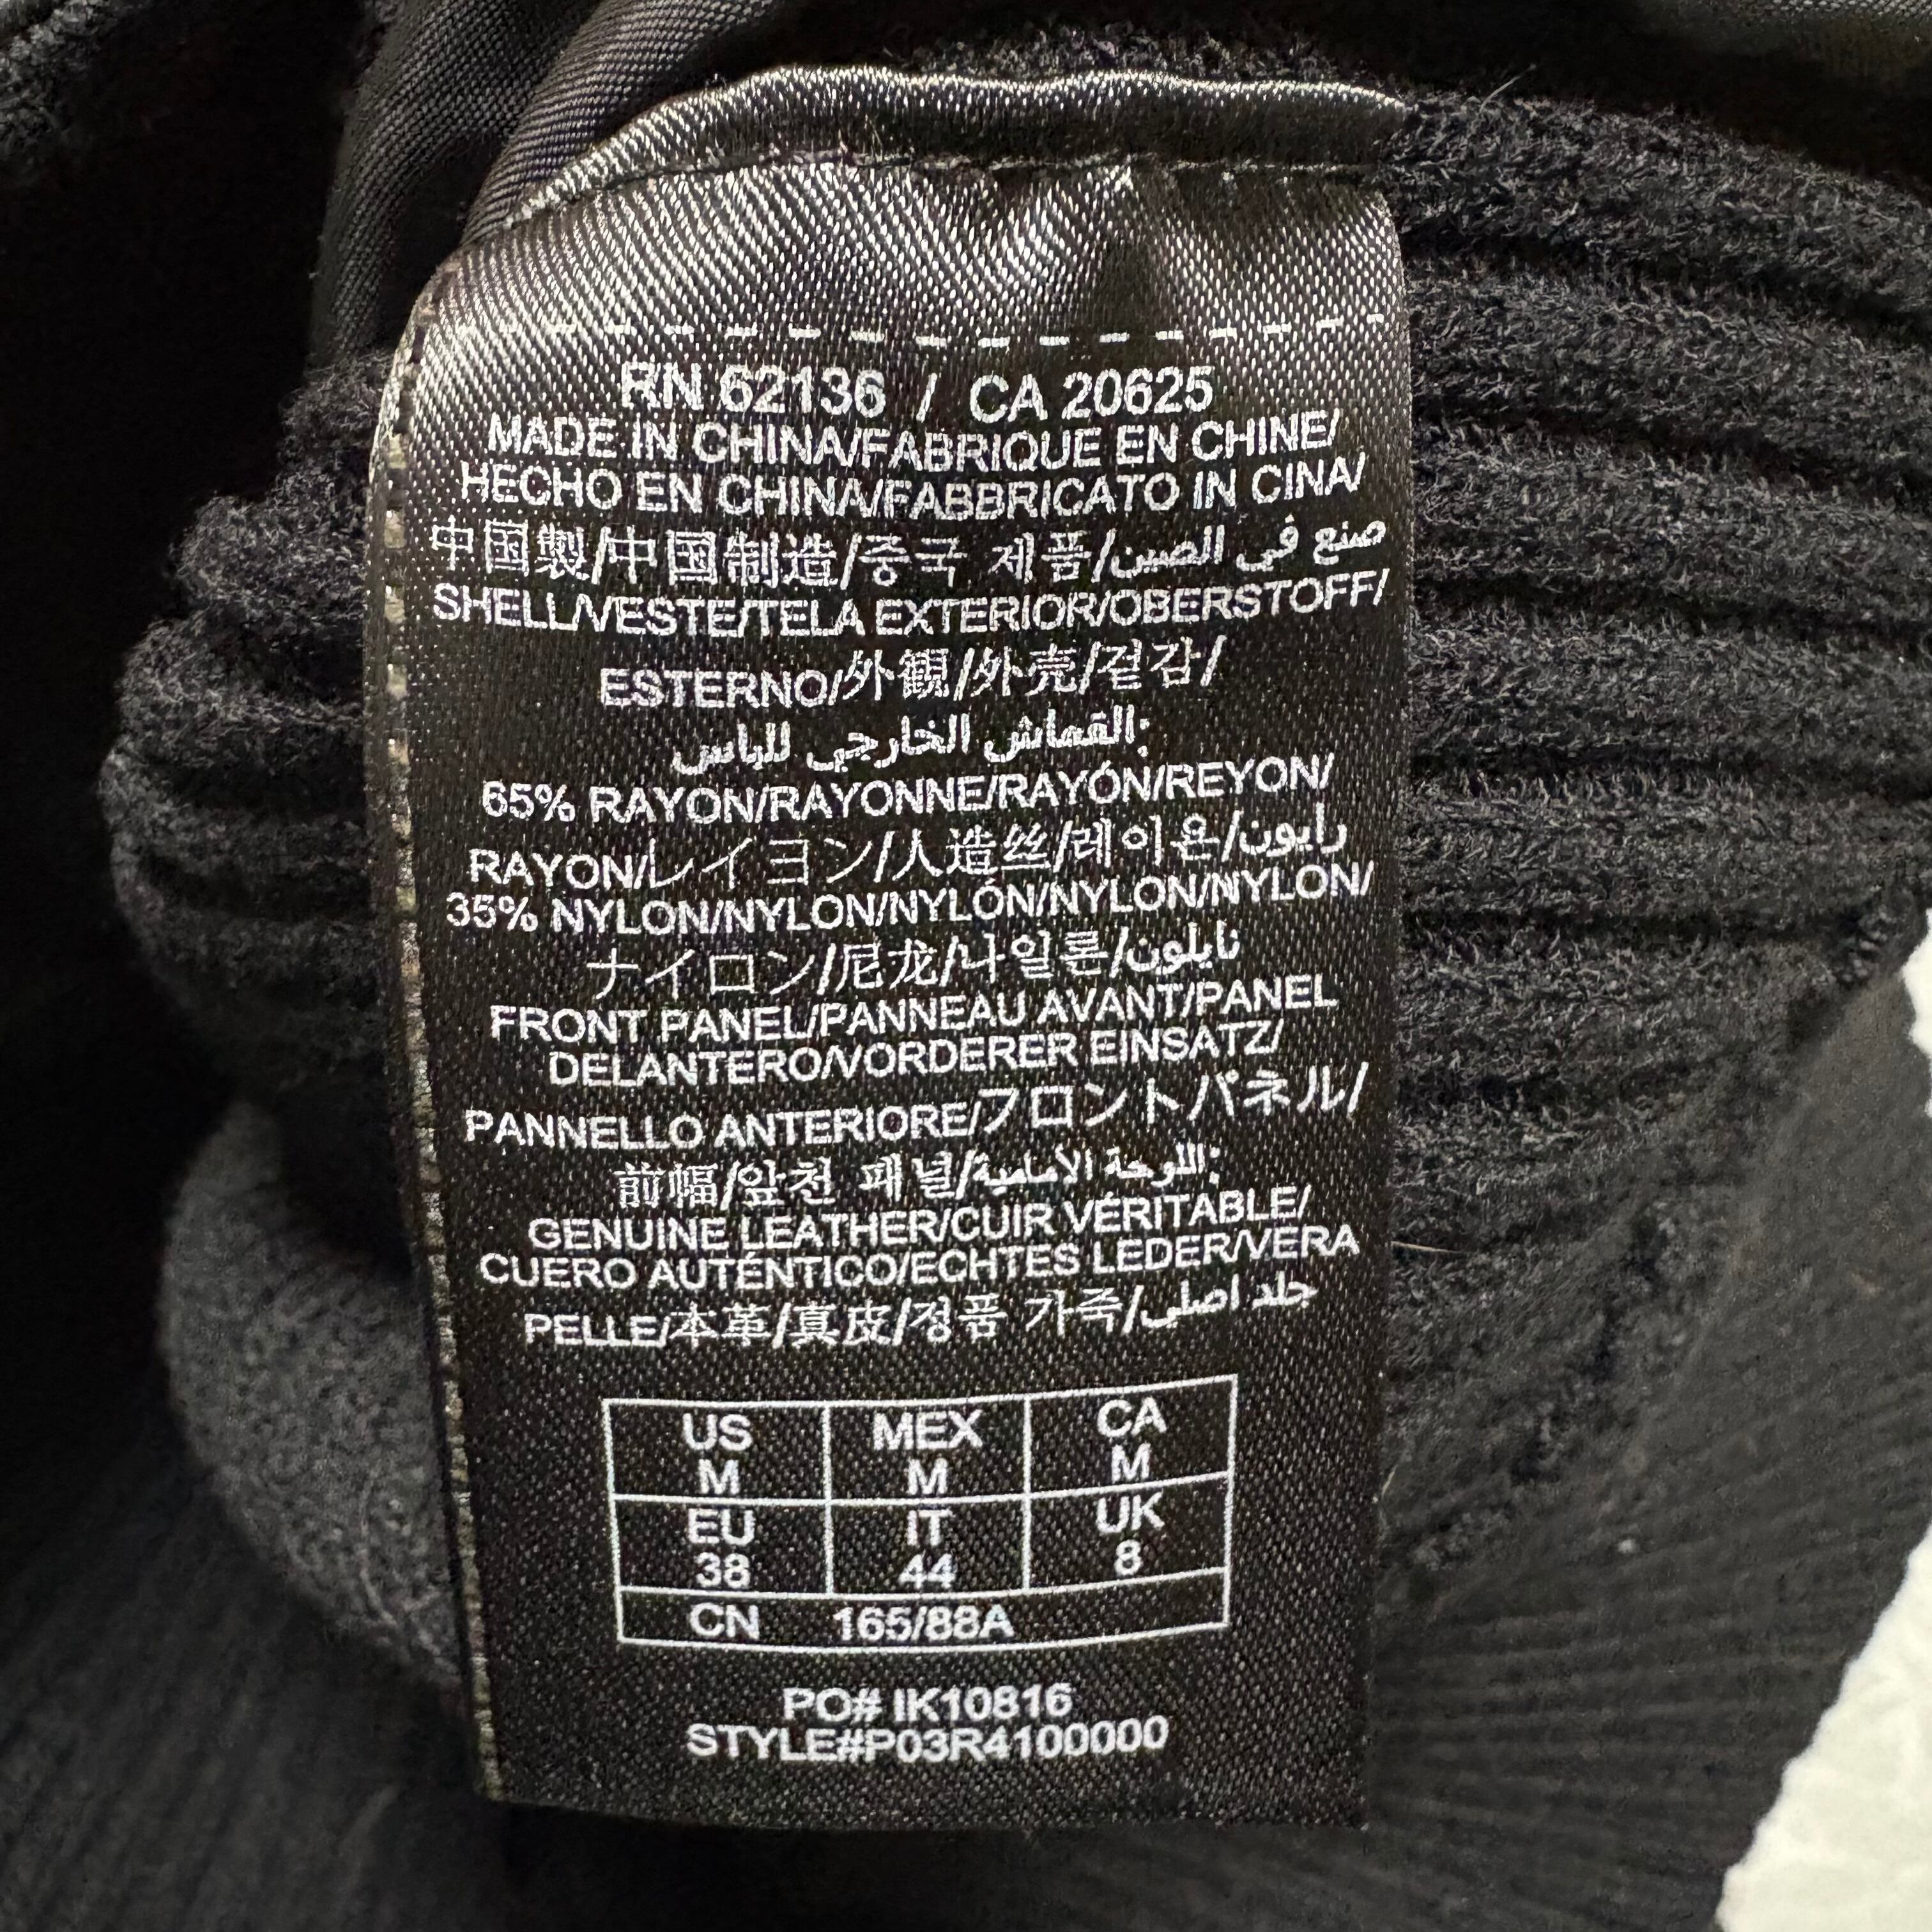 RN 62136 / CA 20625
MADE IN CHINA/FABRIQUE EN CHINE/
HECHO EN CHINA/FABBRICATO IN CINA/
中国製/中国制造/중국 제품/صنع في الصين
SHELL/VESTE/TELA EXTERIOR/OBERSTOFF/
ESTERNO/外観/外壳/겉감/
القماش الخارجي للباس:
65% RAYON/RAYONNE/RAYÓN/REYON/
RAYON/レイヨン/人造丝/레이온/رايون
35% NYLON/NYLON/NYLÓN/NYLON/NYLON/
ナイロン/尼龙/나일론/نايلون
FRONT PANEL/PANNEAU AVANT/PANEL
DELANTERO/VORDERER EINSATZ/
PANNELLO ANTERIORE/フロントパネル/
前幅/앞천 패널/اللوحة الأمامية:
GENUINE LEATHER/CUIR VÉRITABLE/
CUERO AUTÉNTICO/ECHTES LEDER/VERA
PELLE/本革/真皮/정품 가죽/جلد اصلي
US MEX CA
M M M
EU IT UK
38 44 8
CN 165/88A
PO# IK10816
STYLE#P03R4100000